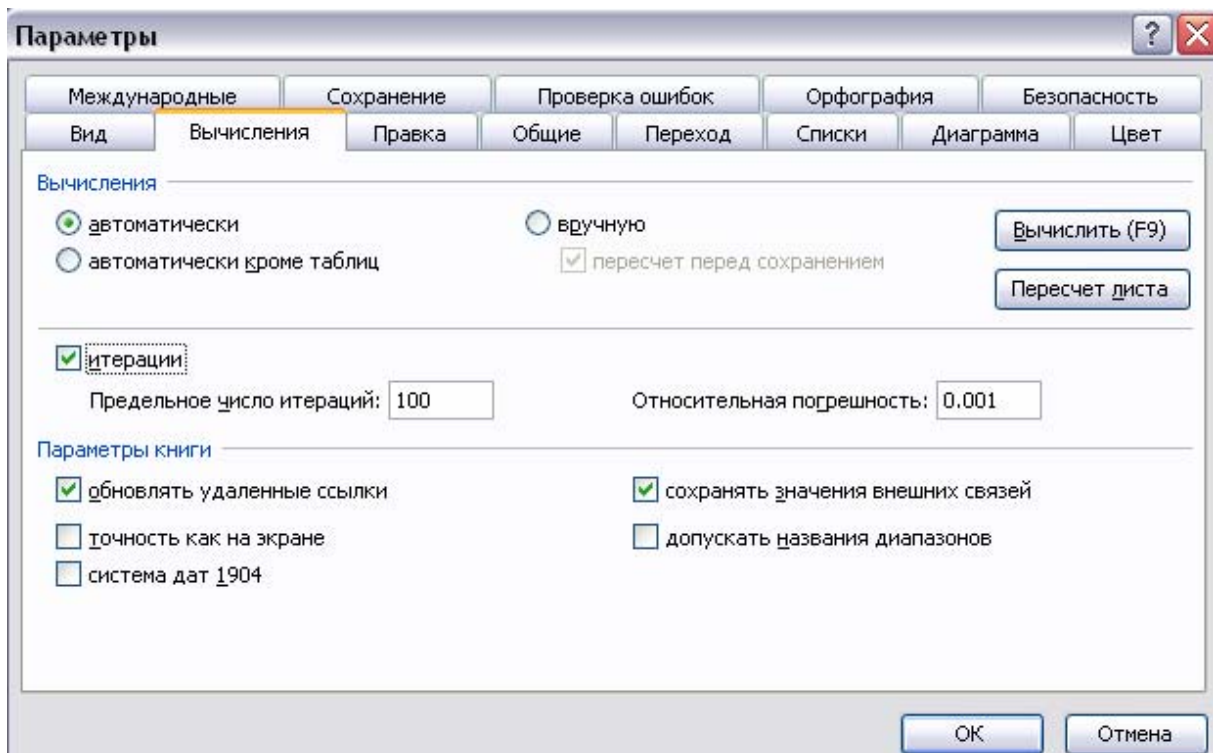 Параметры
Международные Сохранение Проверка ошибок Орфография Безопасность
Вид Вычисления Правка Общие Переход Списки Диаграмма Цвет
Вычисления
автоматически вручную Вычислить (F9)
автоматически кроме таблиц пересчет перед сохранением
Пересчет листа
итерации
Предельное число итераций: 100 Относительная погрешность: 0.001
Параметры книги
обновлять удаленные ссылки сохранять значения внешних связей
точность как на экране допускать названия диапазонов
система дат 1904
ОК Отмена